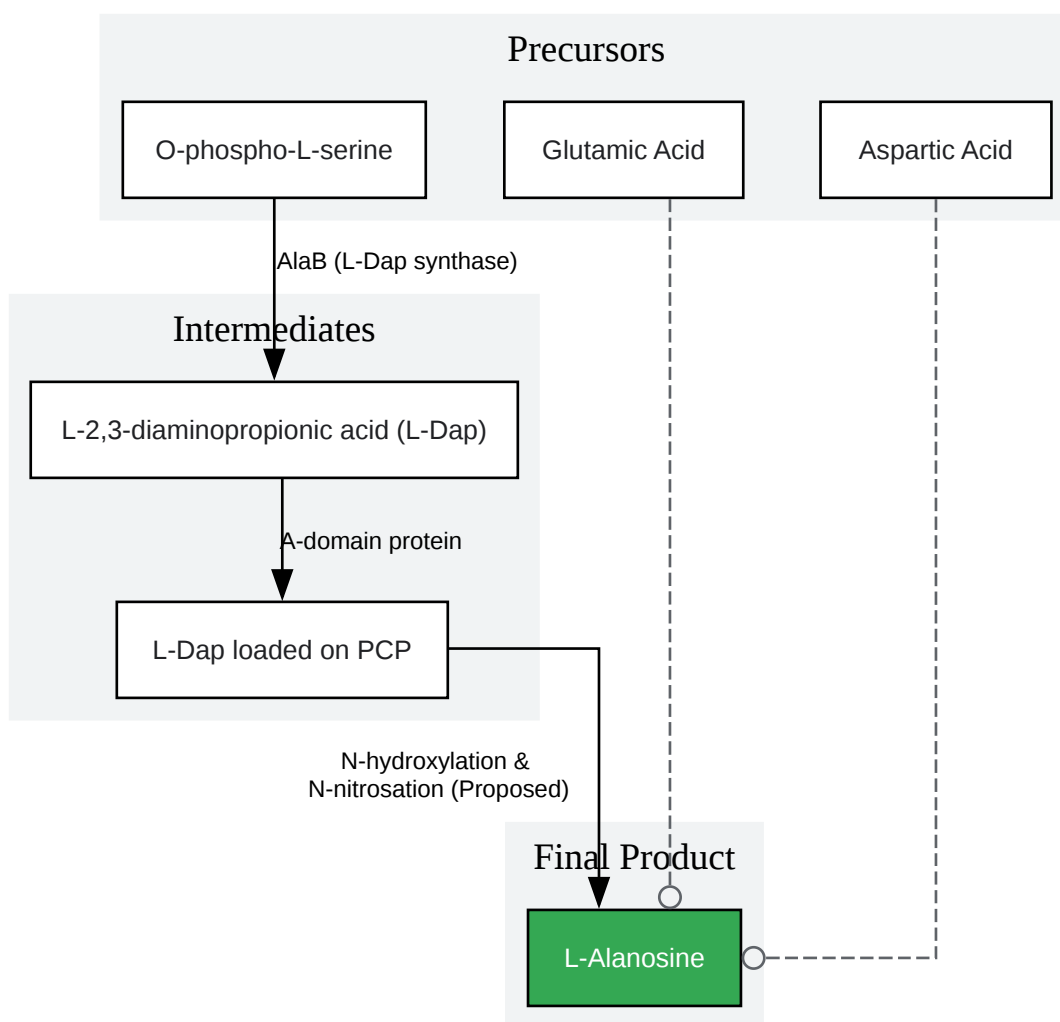 Precursors
O-phospho-L-serine
Glutamic Acid
Aspartic Acid
AlaB (L-Dap synthase)
Intermediates
L-2,3-diaminopropionic acid (L-Dap)
A-domain protein
L-Dap loaded on PCP
N-hydroxylation &
N-nitrosation (Proposed)
Final Product
L-Alanosine